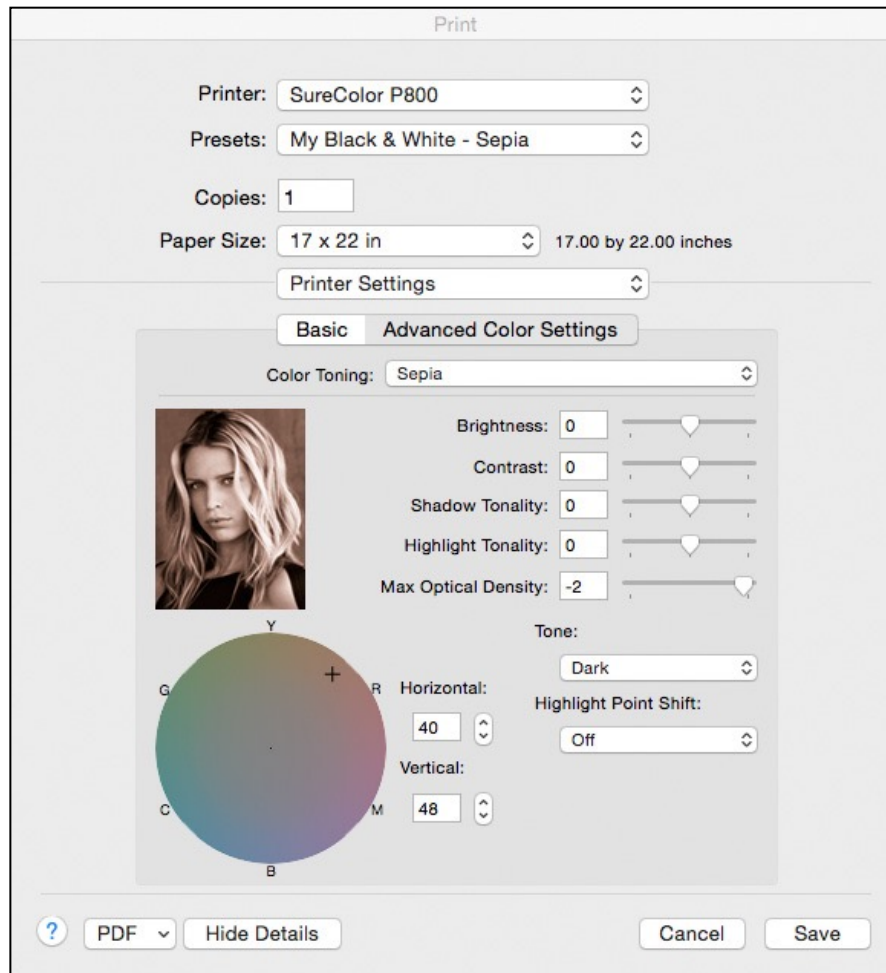 Print
Printer: SureColor P800
Presets: My Black & White - Sepia
Copies: 1
Paper Size: 17 x 22 in 17.00 by 22.00 inches
Printer Settings
Basic Advanced Color Settings
Color Toning: Sepia
Brightness: 0
Contrast: 0
Shadow Tonality: 0
Highlight Tonality: 0
Max Optical Density: -2
Y
G
R
C
M
B
Horizontal:
40
Vertical:
48
Tone:
Dark
Highlight Point Shift:
Off
? PDF Hide Details Cancel Save